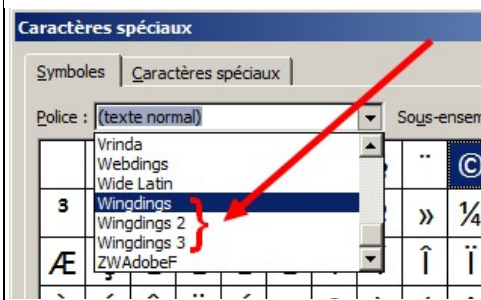 Caractères spéciaux
Symboles Caractères spéciaux
Police : (texte normal) Sous-ensem
Vrinda
Webdings ¨ ©
Wide Latin
Wingdings
³ Wingdings 2 } » ¼
Wingdings 3
Æ ZWAdobeF Î Ï